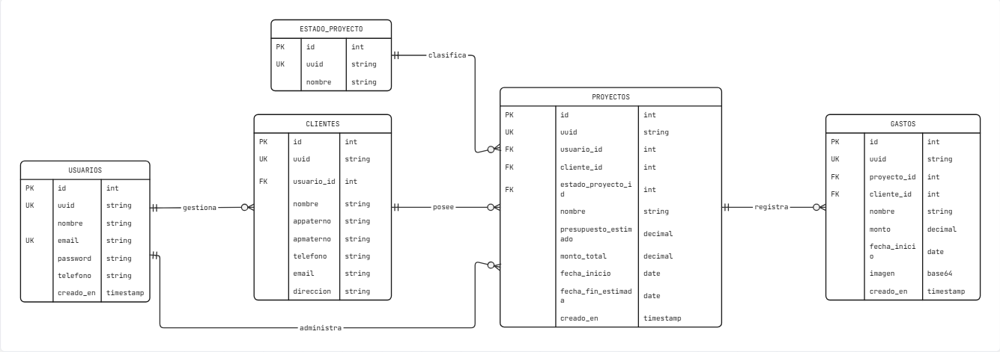 ESTADO_PROYECTO
PK id int
UK uuid string
nombre string
clasifica
USUARIOS
PK id int
UK uuid string
nombre string
UK email string
password string
telefono string
creado_en timestamp
gestiona
administra
CLIENTES
PK id int
UK uuid string
FK usuario_id int
nombre string
appaterno string
apmaterno string
telefono string
email string
direccion string
posee
PROYECTOS
PK id int
UK uuid string
FK usuario_id int
FK cliente_id int
FK estado_proyecto_i int
d
nombre string
presupuesto_estim decimal
ado
monto_total decimal
fecha_inicio date
fecha_fin_estimad date
a
creado_en timestamp
registra
GASTOS
PK id int
UK uuid string
FK proyecto_id int
FK cliente_id int
nombre string
monto decimal
fecha_inici date
o
imagen base64
creado_en timestamp